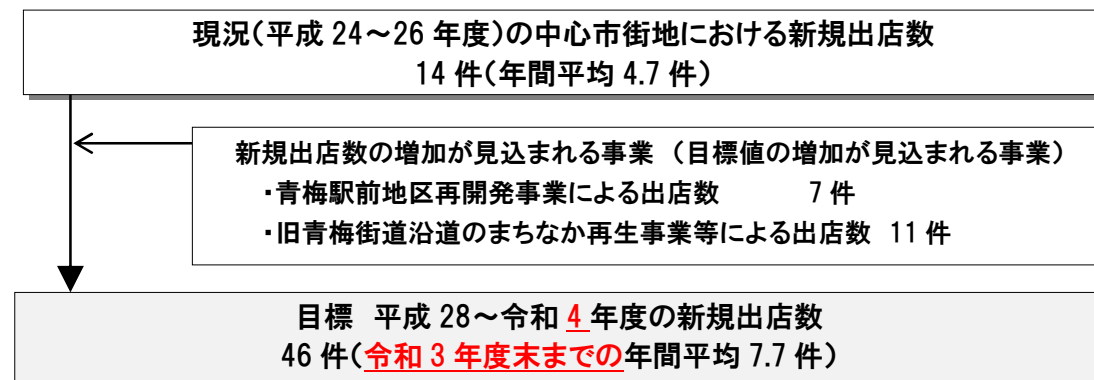 現況(平成 24～26 年度)の中心市街地における新規出店数
14 件(年間平均 4.7 件)
新規出店数の増加が見込まれる事業 (目標値の増加が見込まれる事業)
・青梅駅前地区再開発事業による出店数 7 件
・旧青梅街道沿道のまちなか再生事業等による出店数 11 件
目標 平成 28～令和 4 年度の新規出店数
46 件(令和 3 年度末までの年間平均 7.7 件)